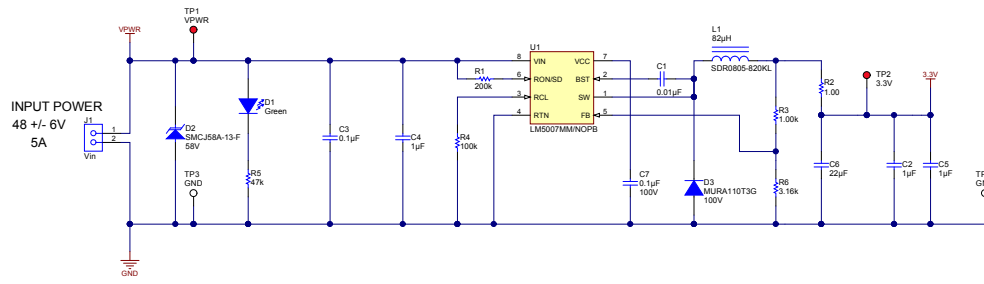 TP1
VPWR
VPWR
INPUT POWER
48 +/- 6V
5A
J1
1
2
Vin
D2
SMCJ58A-13-F
58V
TP3
GND
GND
D1
Green
R5
47k
C3
0.1µF
C4
1µF
R1
200k
R4
100k
U1
8
VIN
VCC
7
6
RON/SD
BST
2
3
RCL
SW
1
4
RTN
FB
5
LM5007MM/NOPB
C1
0.01µF
C7
0.1µF
100V
L1
82µH
SDR0805-820KL
D3
MURA110T3G
100V
R3
1.00k
R6
3.16k
R2
1.00
C6
22µF
TP2
3.3V
3.3V
C2
1µF
C5
1µF